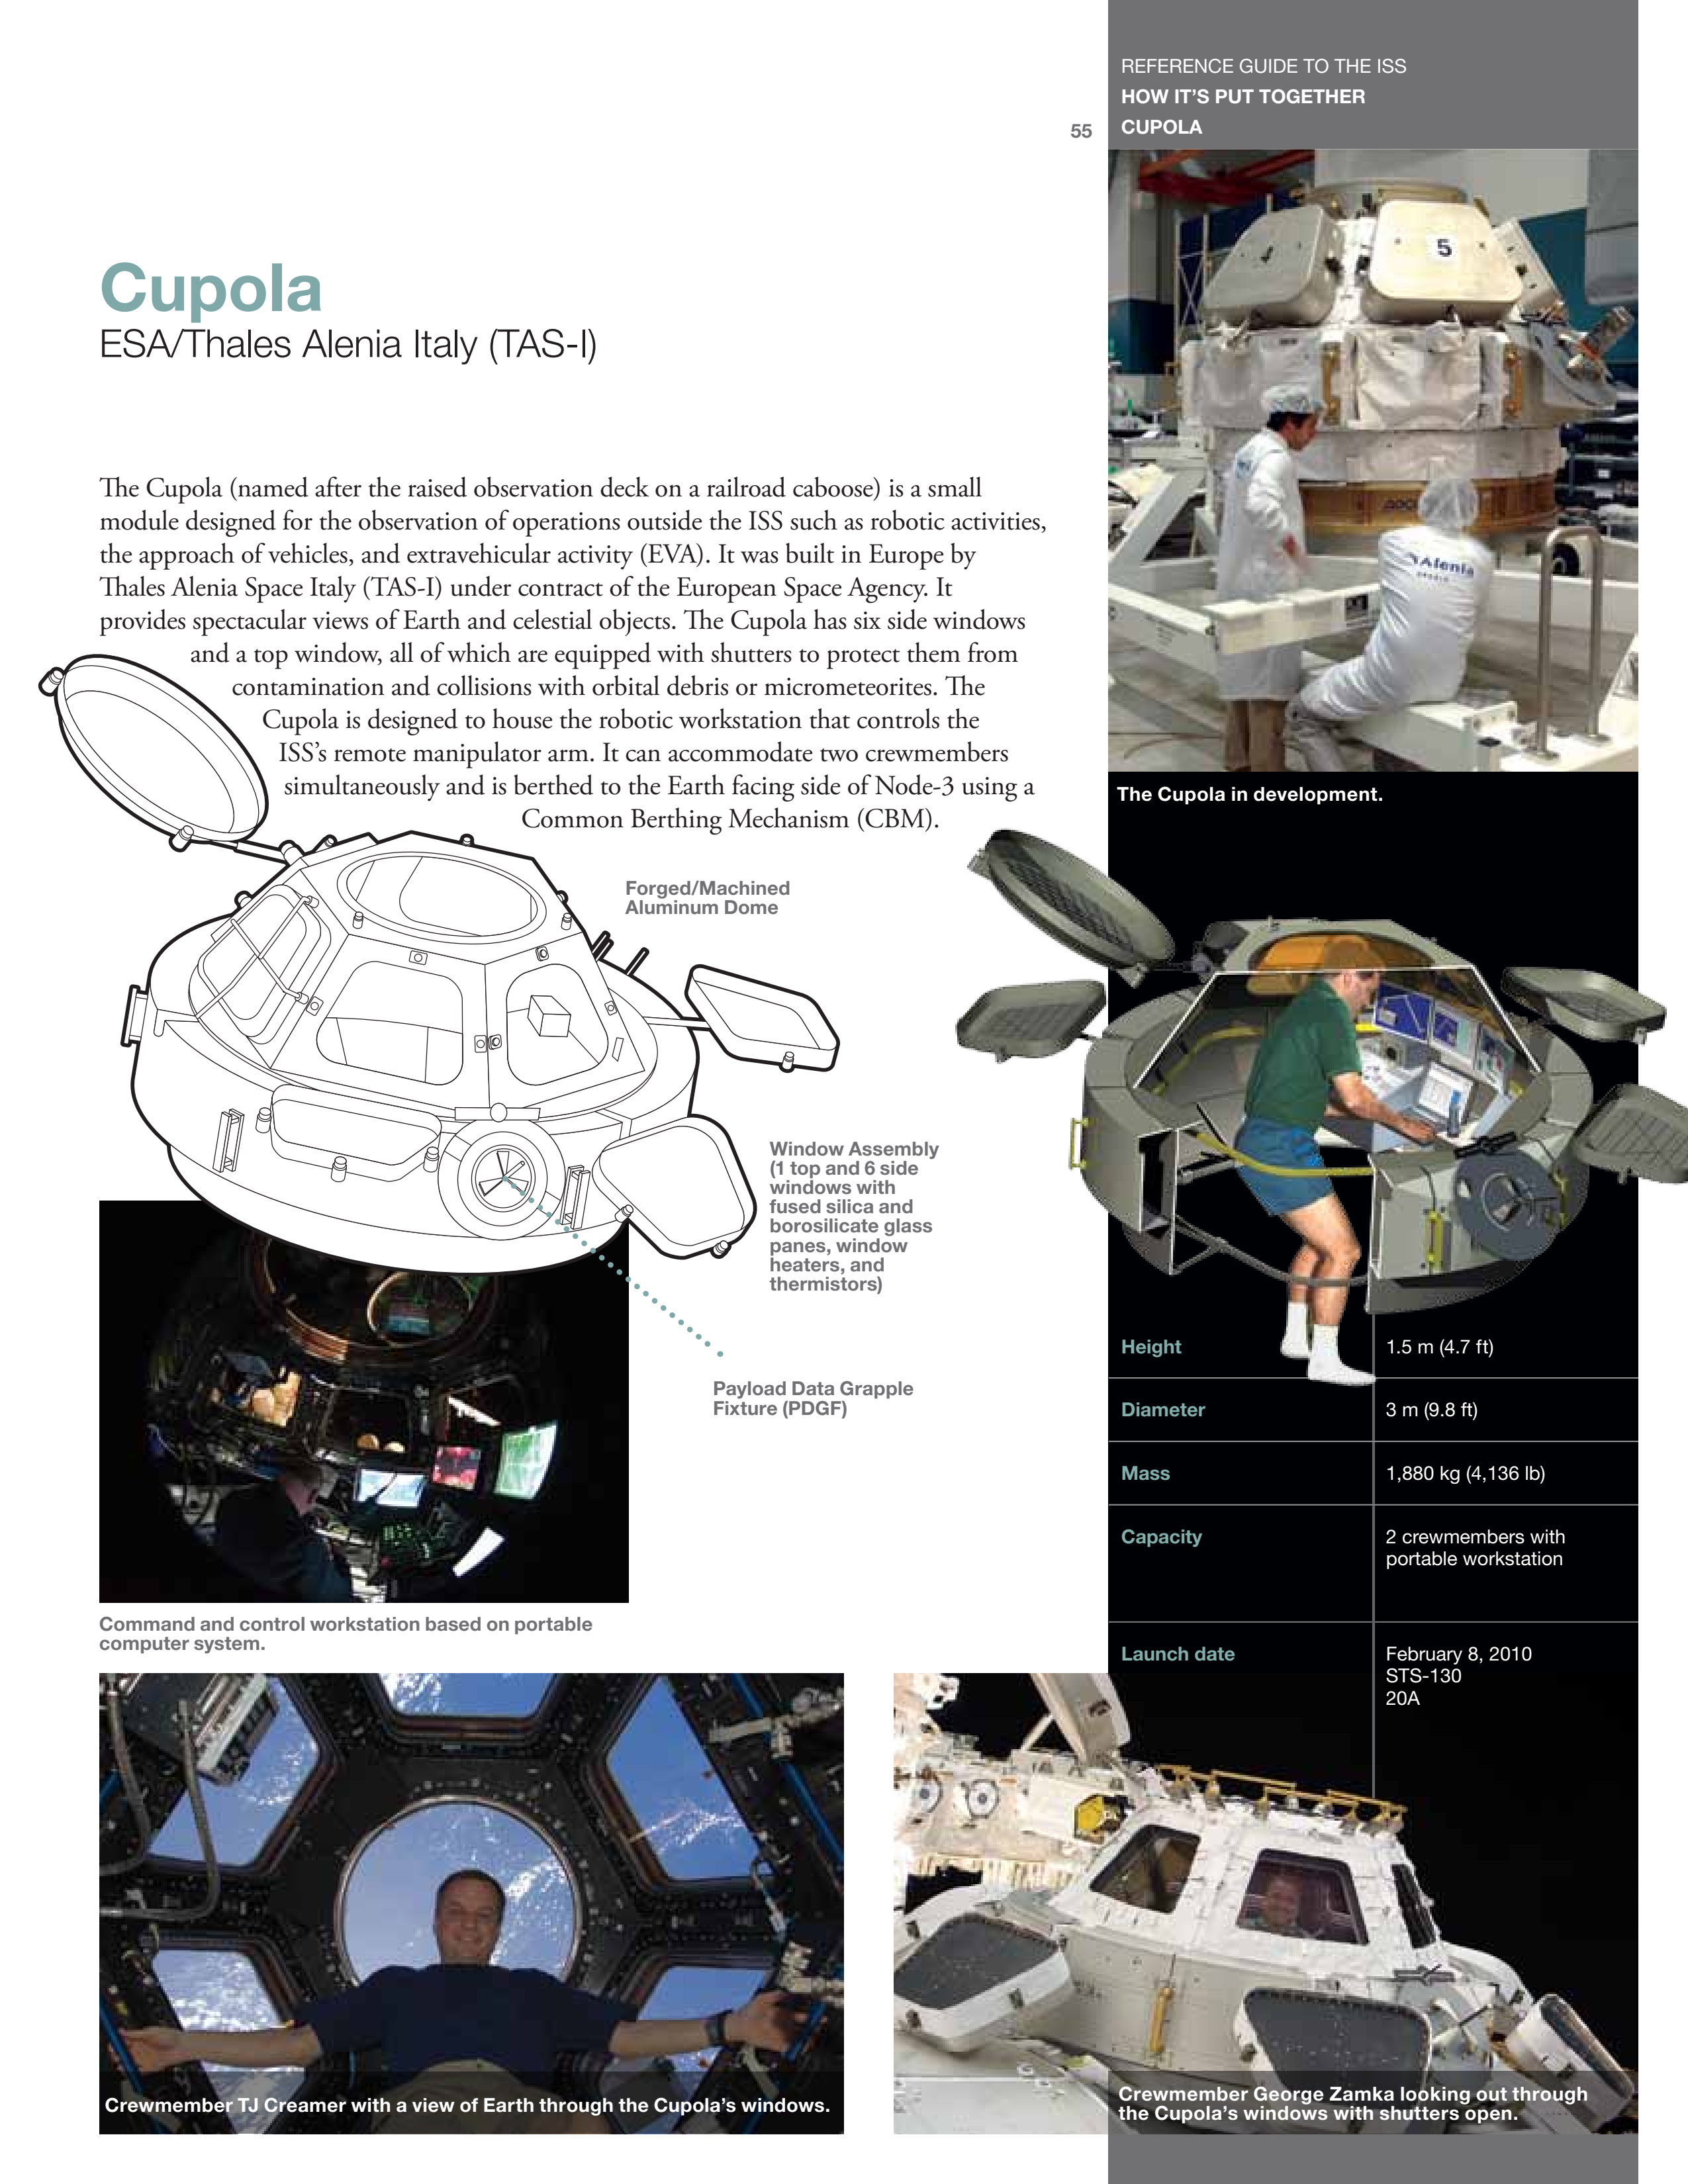 REFERENCE GUIDE TO THE ISS
HOW IT'S PUT TOGETHER
CUPOLA
55
5
Cupola
ESA/Thales Alenia Italy (TAS-I)
The Cupola (named after the raised observation deck on a railroad caboose) is a small
module designed for the observation of operations outside the ISS such as robotic activities,
the approach of vehicles, and extravehicular activity (EVA). It was built in Europe by
Thales Alenia Space Italy (TAS-I) under contract of the European Space Agency. It
provides spectacular views of Earth and celestial objects. The Cupola has six side windows
and a top window, all of which are equipped with shutters to protect them from
contamination and collisions with orbital debris or micrometeorites. The
Cupola is designed to house the robotic workstation that controls the
ISS's remote manipulator arm. It can accommodate two crewmembers
simultaneously and is berthed to the Earth facing side of Node-3 using a
Common Berthing Mechanism (CBM).
Alenia
The Cupola in development.
Forged/Machined
Aluminum Dome
Window Assembly
(1 top and 6 side
windows with
fused silica and
borosilicate glass
panes, window
heaters, and
thermistors)
Payload Data Grapple
Fixture (PDGF)
Height 1.5 m (4.7 ft)
Diameter 3 m (9.8 ft)
Mass 1,880 kg (4,136 lb)
Capacity 2 crewmembers with
portable workstation
Launch date February 8, 2010
STS-130
20A
Command and control workstation based on portable
computer system.
Crewmember TJ Creamer with a view of Earth through the Cupola's windows.
Crewmember George Zamka looking out through
the Cupola's windows with shutters open.